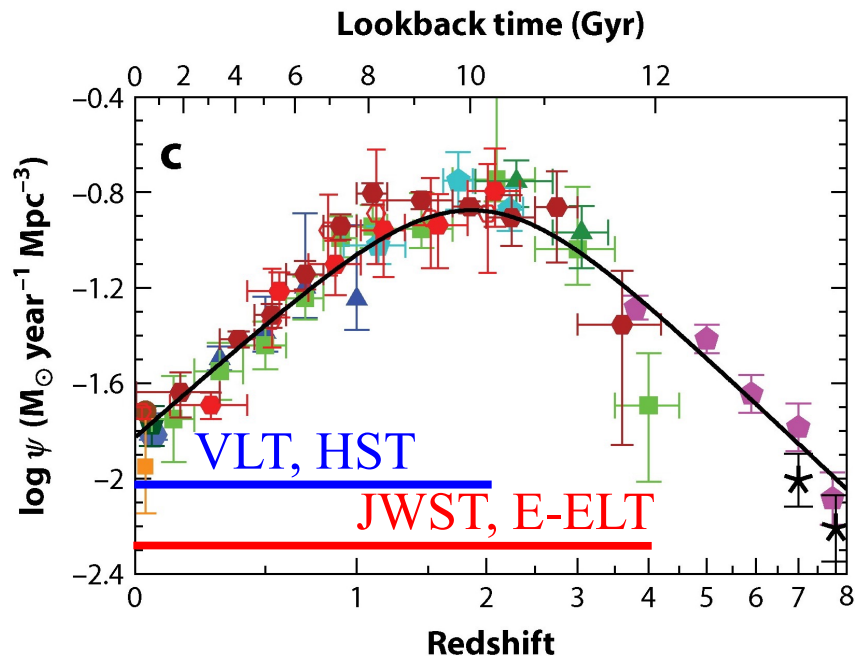 Lookback time (Gyr)
0 2 4 6 8 10 12
−0.4
c
−0.8
−1.2
−1.6
−2
−2.4
log ψ (M☉ year⁻¹ Mpc⁻³)
VLT, HST
JWST, E-ELT
0 1 2 3 4 5 6 7 8
Redshift